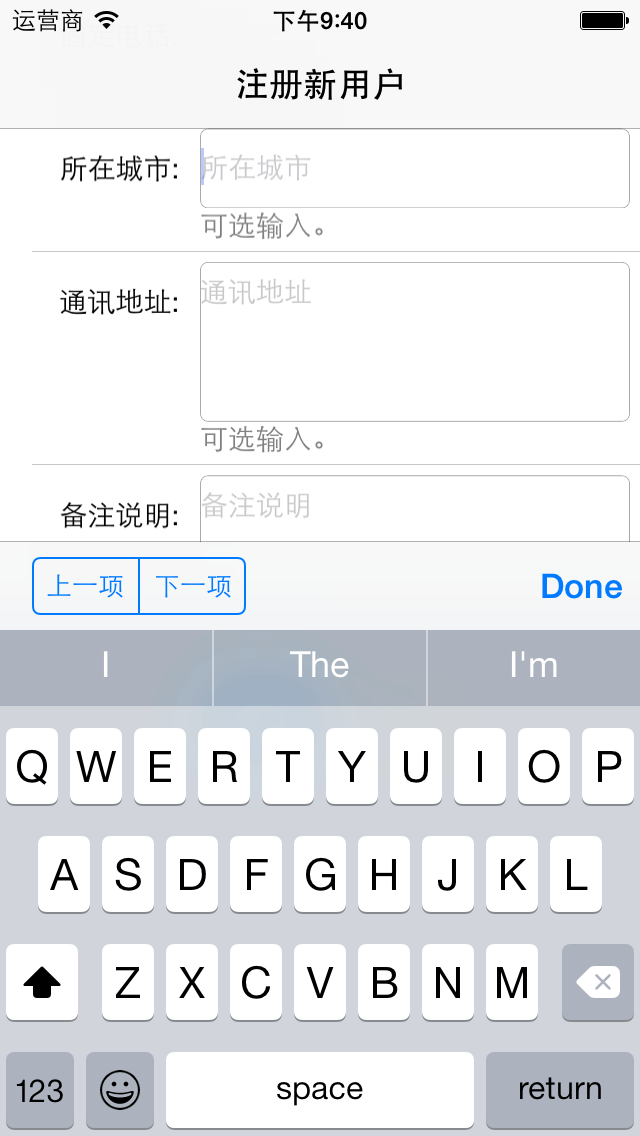 运营商 下午9:40
注册新用户
所在城市: 所在城市
可选输入。
通讯地址: 通讯地址
可选输入。
备注说明: 备注说明
上一项 下一项 Done
I The I'm
Q W E R T Y U I O P
A S D F G H J K L
Z X C V B N M
123 space return